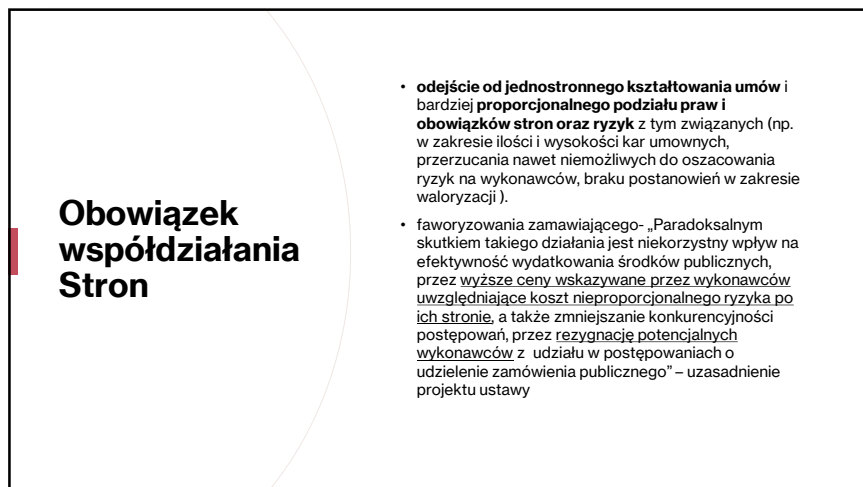 Obowiązek
współdziałania
Stron
• odejście od jednostronnego kształtowania umów i
bardziej proporcjonalnego podziału praw i
obowiązków stron oraz ryzyk z tym związanych (np.
w zakresie ilości i wysokości kar umownych,
przerzucania nawet niemożliwych do oszacowania
ryzyk na wykonawców, braku postanowień w zakresie
waloryzacji ).
• faworyzowania zamawiającego- „Paradoksalnym
skutkiem takiego działania jest niekorzystny wpływ na
efektywność wydatkowania środków publicznych,
przez wyższe ceny wskazywane przez wykonawców
uwzględniające koszt nieproporcjonalnego ryzyka po
ich stronie, a także zmniejszanie konkurencyjności
postępowań, przez rezygnację potencjalnych
wykonawców z  udziału w postępowaniach o
udzielenie zamówienia publicznego” – uzasadnienie
projektu ustawy